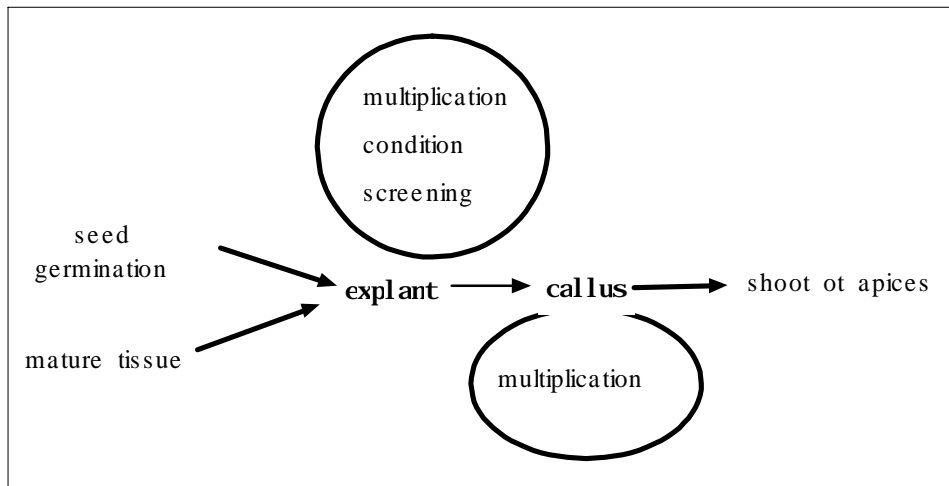 multiplication
condition
screening
seed
germination
explant
callus
shoot ot apices
mature tissue
multiplication